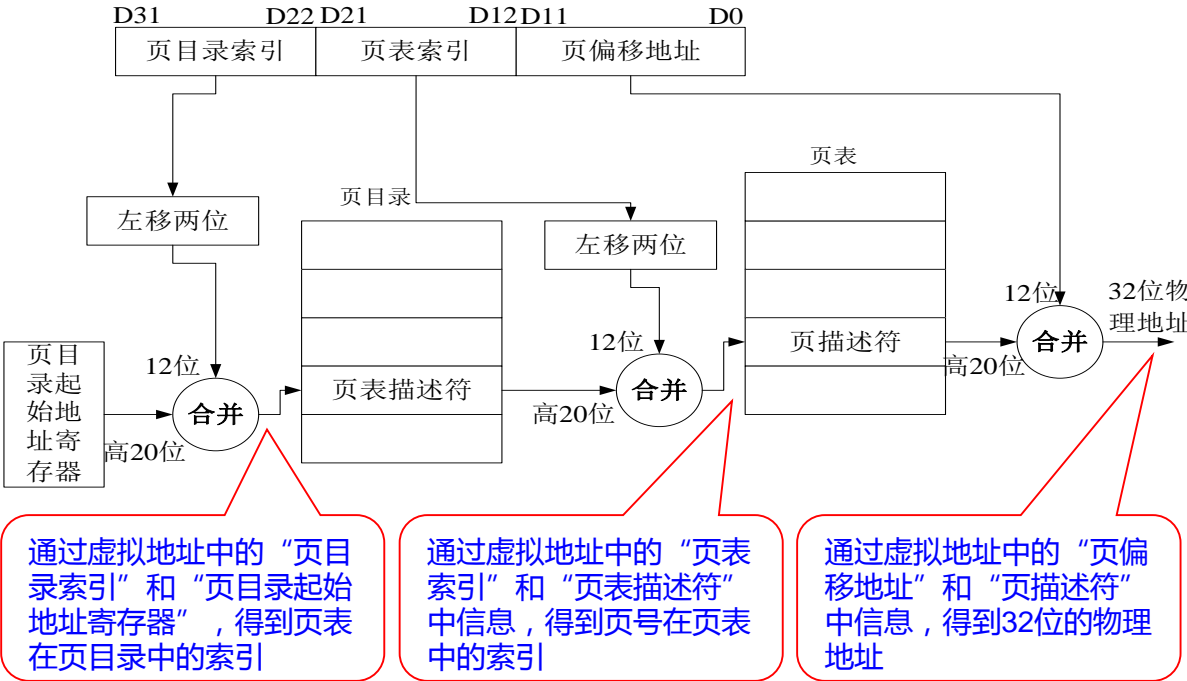 D31 D22 D21 D12 D11 D0
页目录索引 页表索引 页偏移地址
页表
页目录
左移两位
左移两位
12位
32位物
理地址
页描述符
合并
高20位
12位
页目
录起
始地
址寄
存器
12位
页表描述符
合并
高20位
合并
高20位
通过虚拟地址中的“页目
录索引”和“页目录起始
地址寄存器”，得到页表
在页目录中的索引
通过虚拟地址中的“页表
索引”和“页表描述符”
中信息，得到页号在页表
中的索引
通过虚拟地址中的“页偏
移地址”和“页描述符”
中信息，得到32位的物理
地址